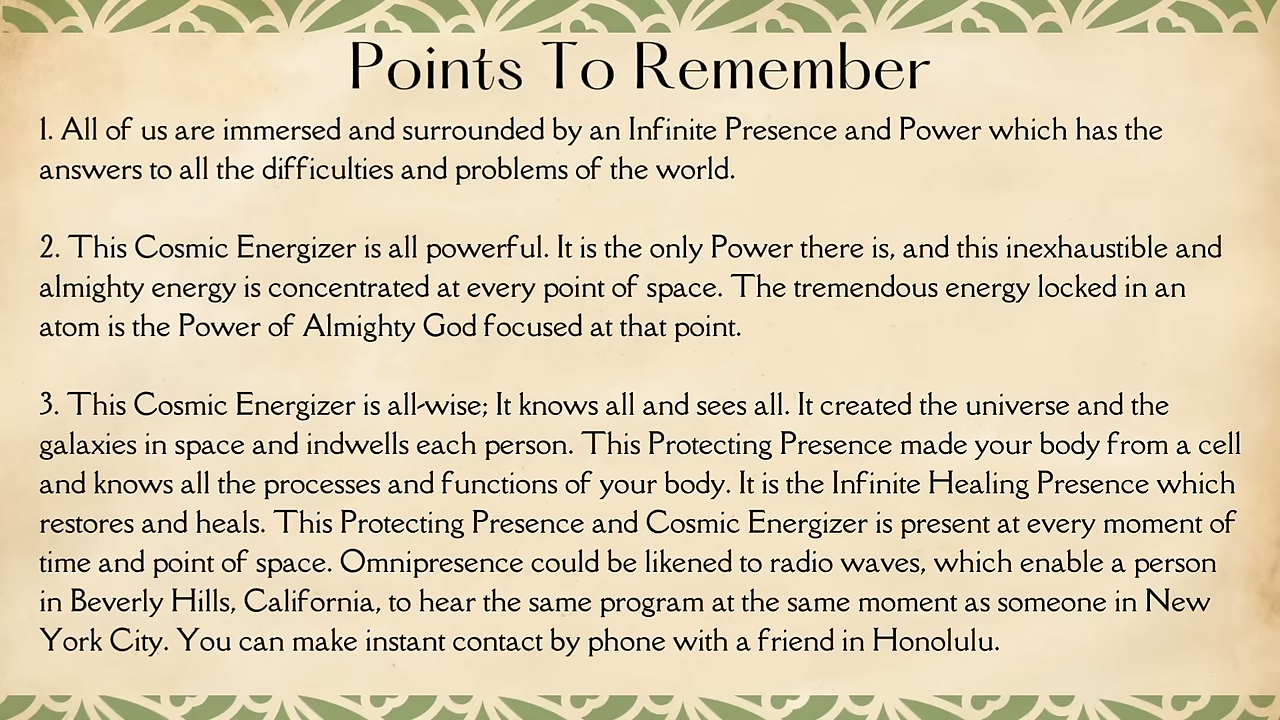 Points To Remember
1. All of us are immersed and surrounded by an Infinite Presence and Power which has the
answers to all the difficulties and problems of the world.
2. This Cosmic Energizer is all powerful. It is the only Power there is, and this inexhaustible and
almighty energy is concentrated at every point of space. The tremendous energy locked in an
atom is the Power of Almighty God focused at that point.
3. This Cosmic Energizer is all-wise; It knows all and sees all. It created the universe and the
galaxies in space and indwells each person. This Protecting Presence made your body from a cell
and knows all the processes and functions of your body. It is the Infinite Healing Presence which
restores and heals. This Protecting Presence and Cosmic Energizer is present at every moment of
time and point of space. Omnipresence could be likened to radio waves, which enable a person
in Beverly Hills, California, to hear the same program at the same moment as someone in New
York City. You can make instant contact by phone with a friend in Honolulu.